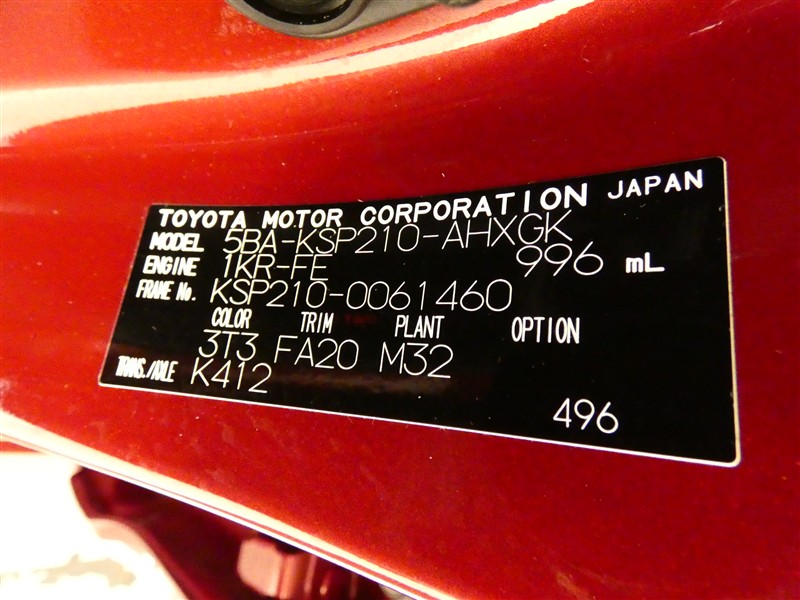 TOYOTA MOTOR CORPORATION JAPAN
MODEL 5BA-KSP210-AHXGK
ENGINE 1KR-FE 996 mL
FRAME No. KSP210-0061460
COLOR TRIM PLANT OPTION
3T3 FA20 M32
TRANS./AXLE K412
496